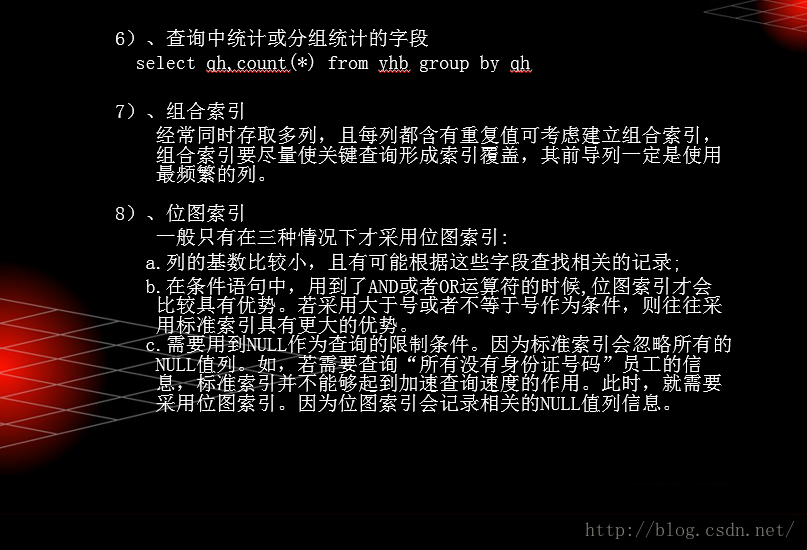 6）、查询中统计或分组统计的字段
select qh,count(*) from yhb group by qh
7）、组合索引
经常同时存取多列，且每列都含有重复值可考虑建立组合索引，
组合索引要尽量使关键查询形成索引覆盖，其前导列一定是使用
最频繁的列。
8）、位图索引
一般只有在三种情况下才采用位图索引:
a.列的基数比较小，且有可能根据这些字段查找相关的记录;
b.在条件语句中，用到了AND或者OR运算符的时候,位图索引才会
比较具有优势。若采用大于号或者不等于号作为条件，则往往采
用标准索引具有更大的优势。
c.需要用到NULL作为查询的限制条件。因为标准索引会忽略所有的
NULL值列。如，若需要查询“所有没有身份证号码”员工的信
息，标准索引并不能够起到加速查询速度的作用。此时，就需要
采用位图索引。因为位图索引会记录相关的NULL值列信息。
http://blog.csdn.net/